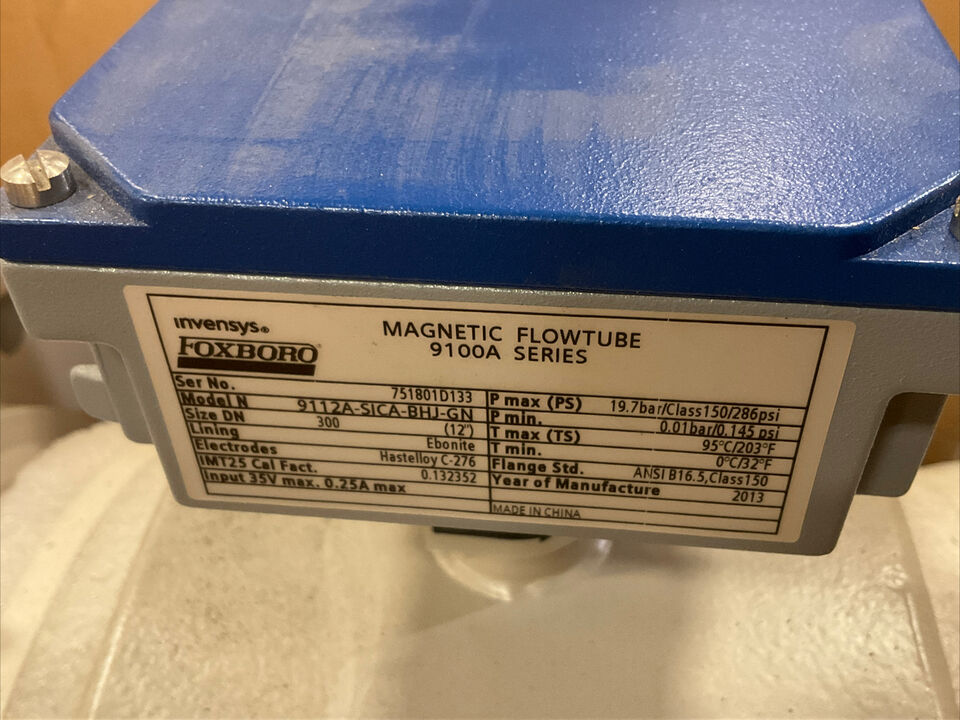 invensys®
FOXBORO®
MAGNETIC FLOWTUBE
9100A SERIES
Ser No. 751801D133
Model N 9112A-SICA-BHJ-GN
Size DN 300 (12")
Lining Ebonite
Electrodes Hastelloy C-276
IMT25 Cal Fact. 0.132352
Input 35V max. 0.25A max
P max (PS) 19.7bar/Class150/286psi
P min. 0.01bar/0.145 psi
T max (TS) 95°C/203°F
T min. 0°C/32°F
Flange Std. ANSI B16.5,Class150
Year of Manufacture 2013
MADE IN CHINA